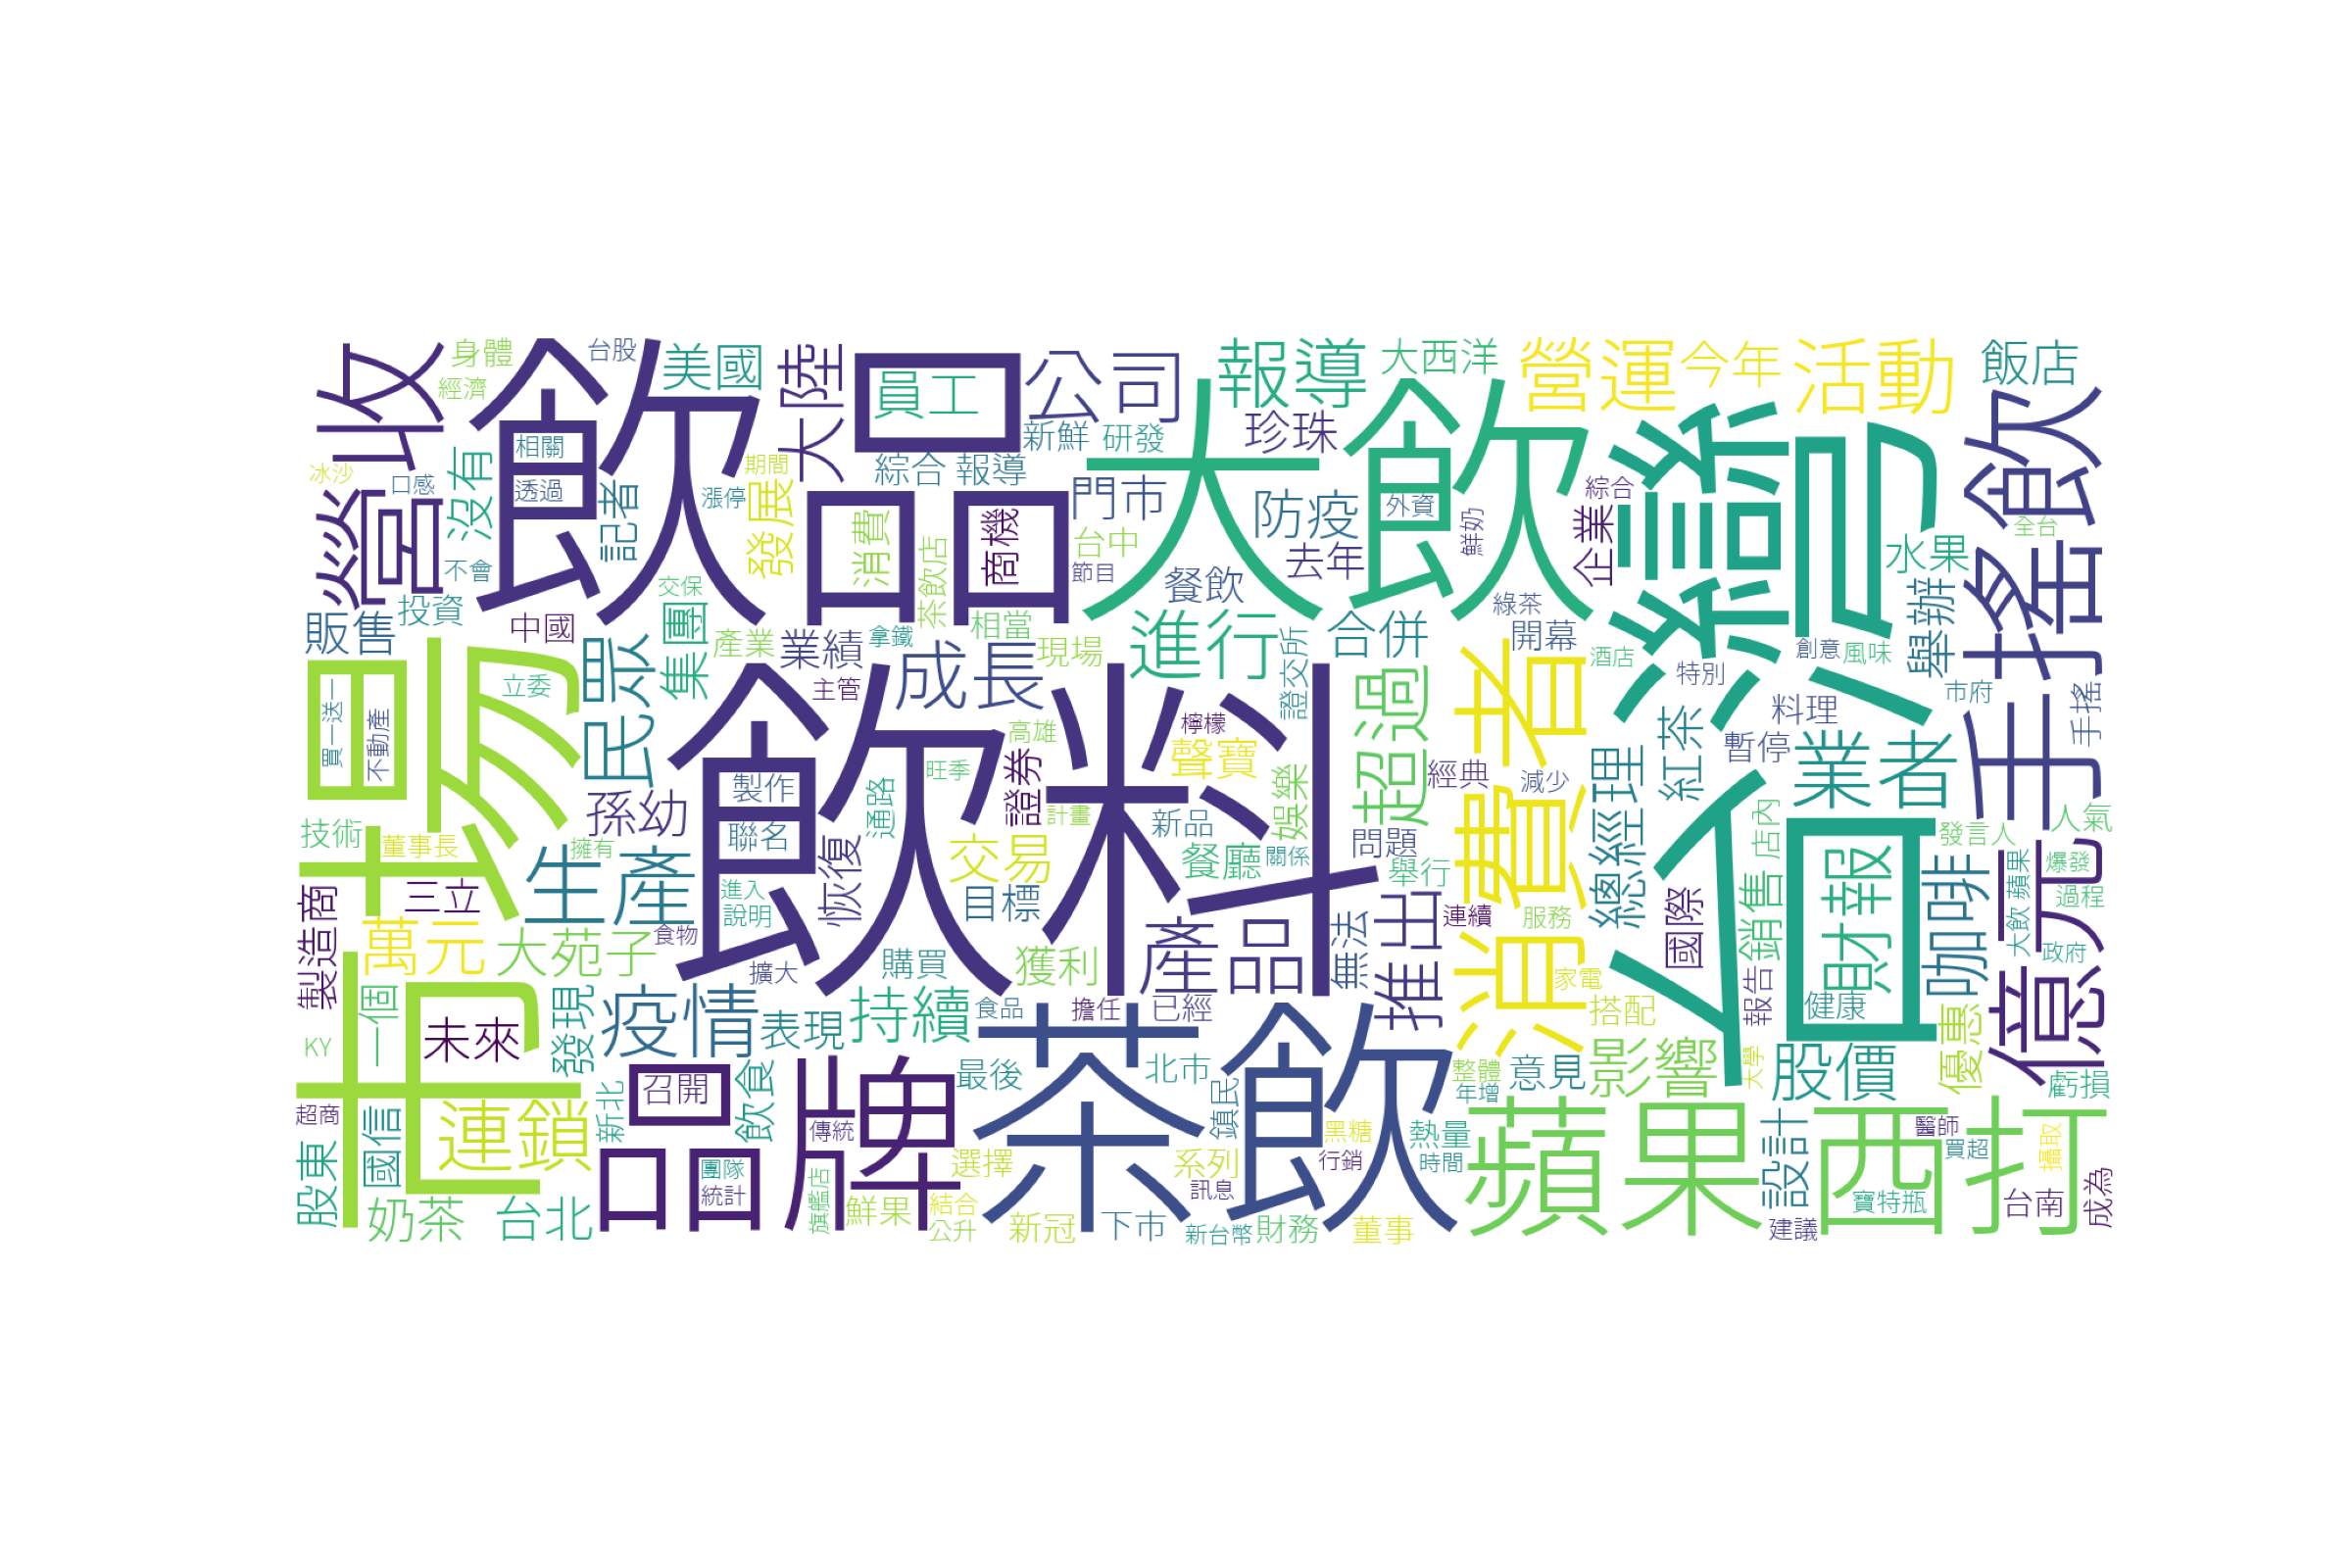 營收
身體
經濟
台股
美國
飲品
大陸
員工
公司
報導
大西洋
營運
今年
活動
飯店
手搖飲
相關
透過
冰沙
口感
沒有
記者
漲停
期間
發展
消費
商機
綜合 報導
新鮮
研發
珍珠
門市
大飲
防疫
外資
鮮奶
綜合
企業
台灣
全台
水果
舉辦
不會
交保
茶飲店
台中
節目
去年
餐飲
綠茶
開幕
販售
投資
中國
民眾
集團
產業
業績
拿鐵
相當
現場
進行
合併
證交所
酒店
創意
風味
特別
市府
手搖
市場
買一送一
不動產
立委
主管
成長
高雄
檸檬
聲寶
超過
消費者
紅茶
料理
暫停
業者
飲料
孫幼
製作
聯名
通路
旺季
證券
計畫
新品
娛樂
經典
減少
總經理
店內
人氣
技術
董事長
擁有
生產
恢復
交易
餐廳
關係
問題
舉行
財報
咖啡
發言人
爆發
過程
大飲 蘋果
億元
製造商
三立
萬元
大苑子
食物
進入
說明
目標
產品
無法
推出
連續
服務
國際
銷售
價
政府
擴大
購買
獲利
家電
報告
健康
KY
一個
未來
發現
疫情
表現
持續
食品
擔任
已經
搭配
優惠
超商
連鎖
國信
新北
召開
飲食
品牌
最後
茶飲
北市
鎮民
整體
年增
意見
影響
大學
股價
虧損
股東
奶茶
台北
團隊
統計
傳統
旗艦店
選擇
鮮果
結合
公升
新冠
下市
系列
訊息
新台幣
財務
黑糖
行銷
董事
熱量
時間
蘋果
西打
設計
醫師
買超
攝取
寶特瓶
建議
台南
成為